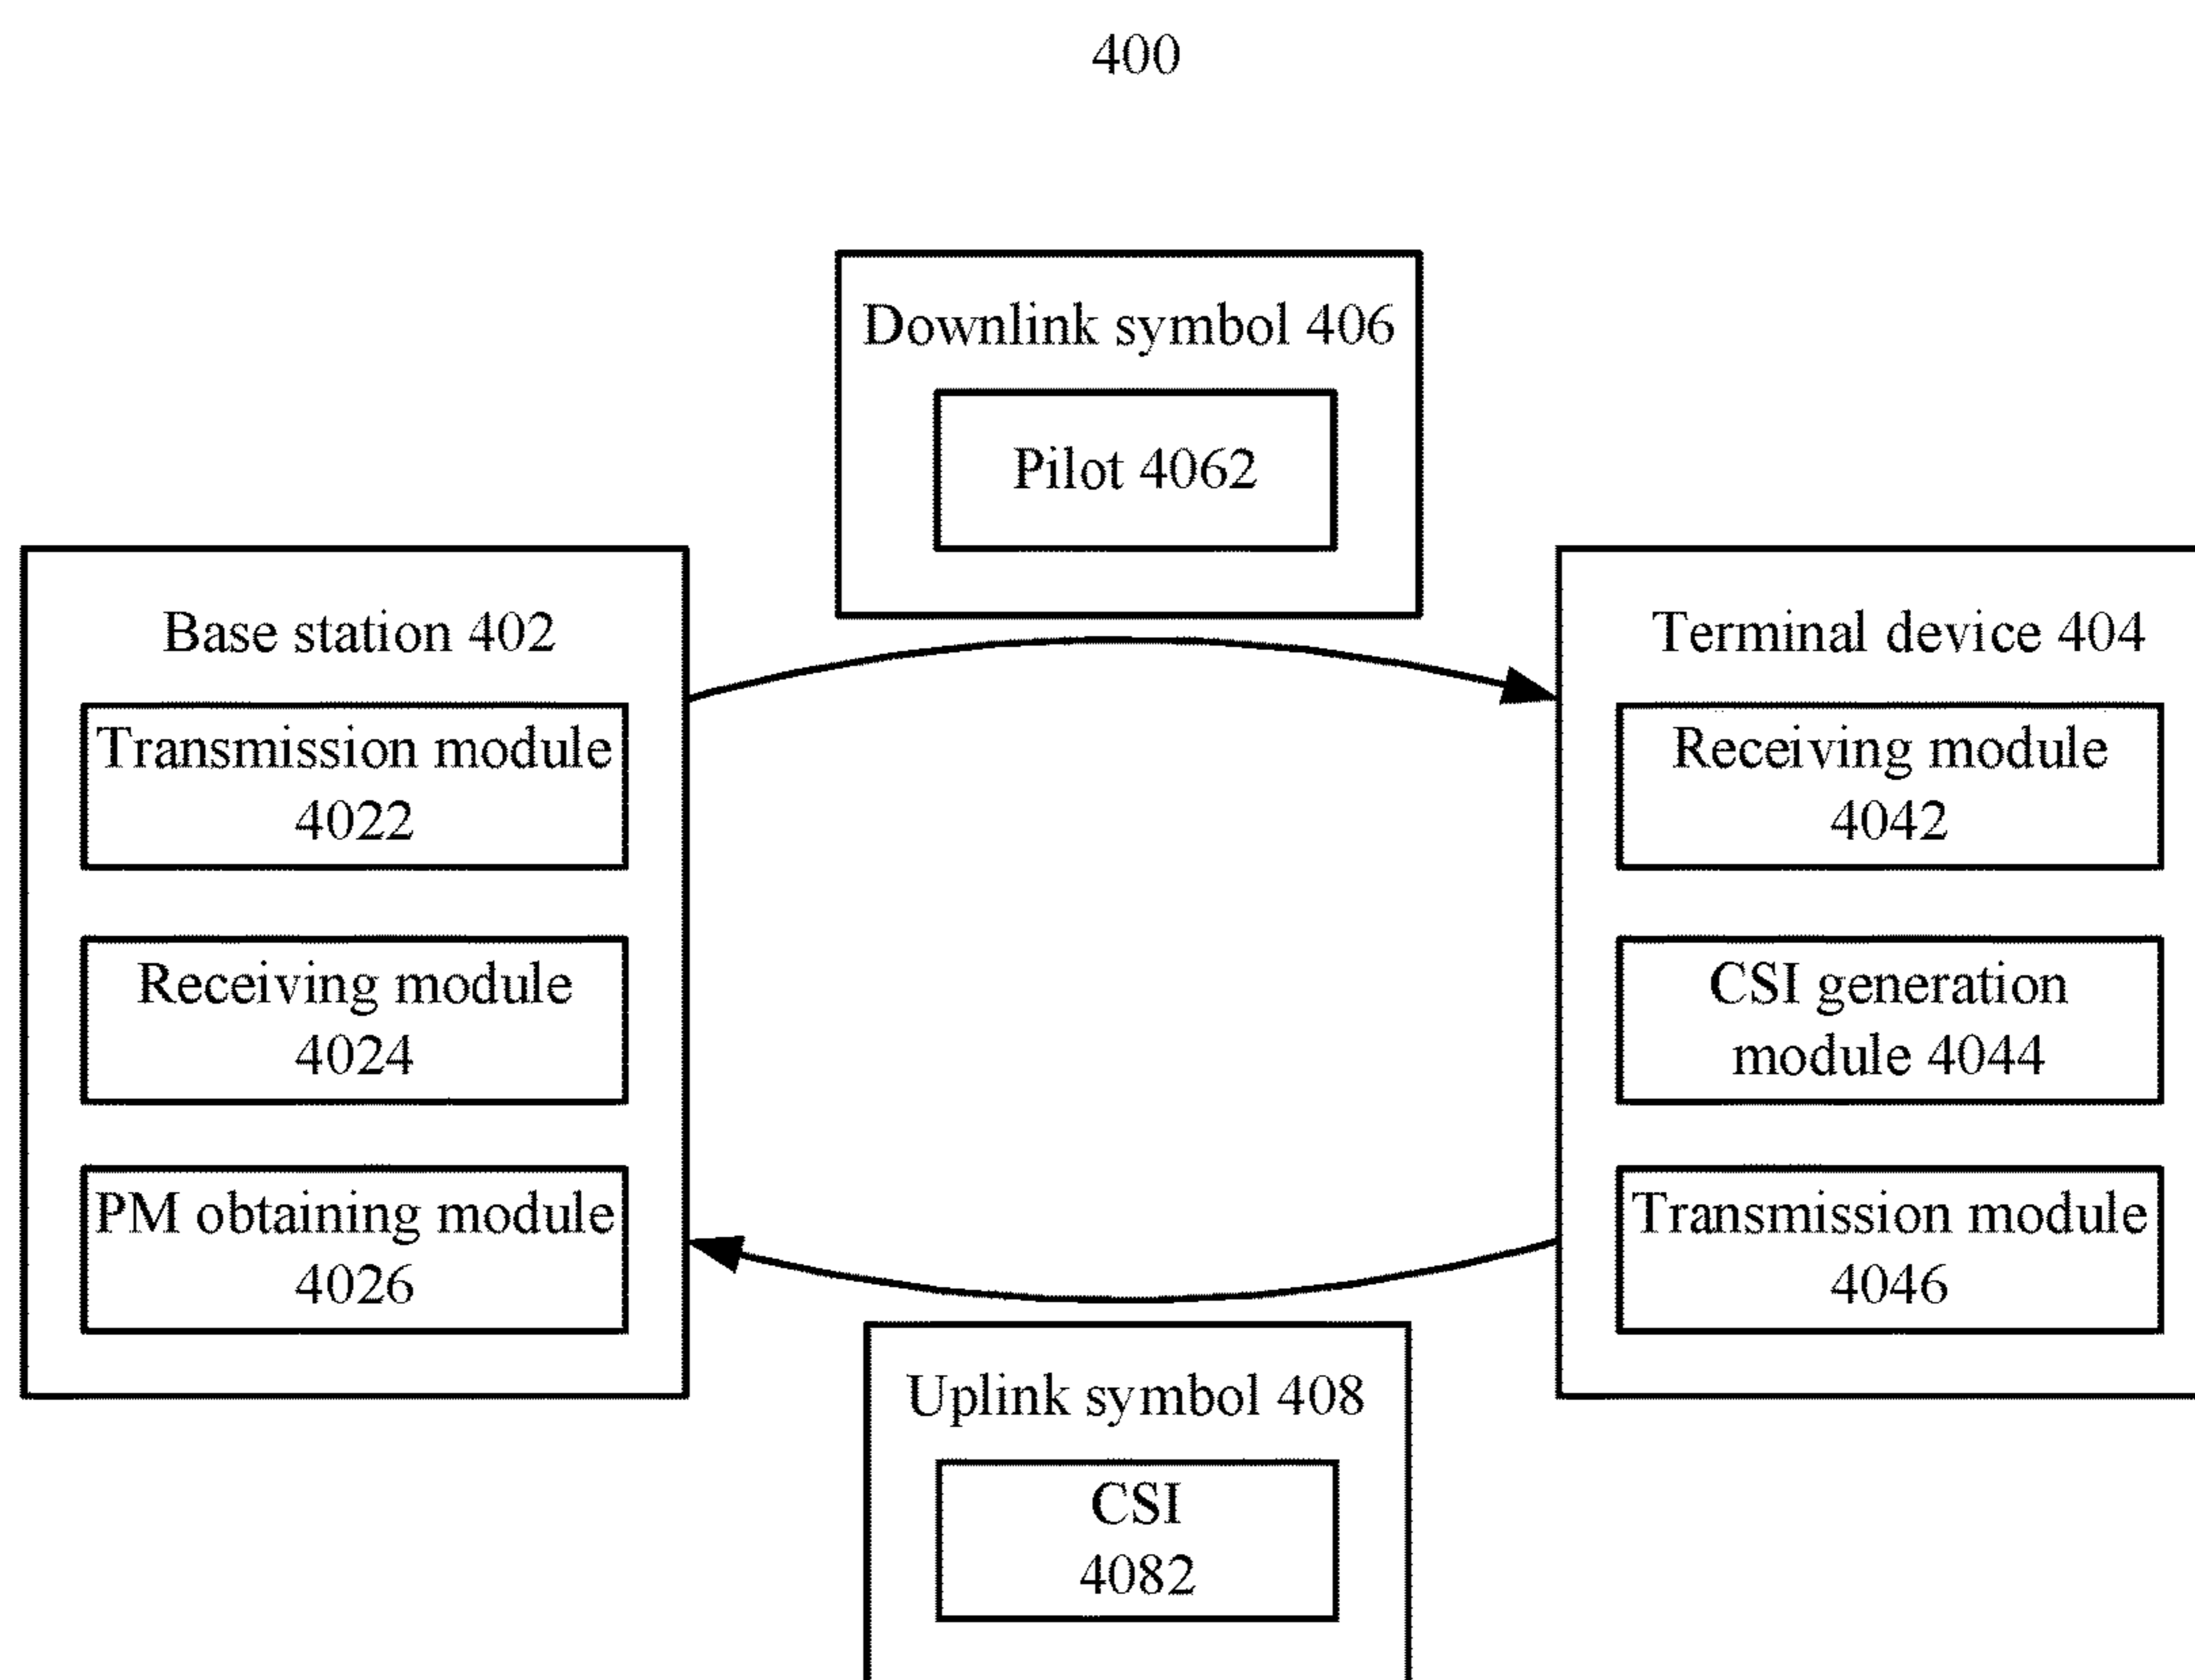 400
Downlink symbol 406
Pilot 4062
Base station 402
Transmission module
4022
Receiving module
4024
PM obtaining module
4026
Terminal device 404
Receiving module
4042
CSI generation
module 4044
Transmission module
4046
Uplink symbol 408
CSI
4082